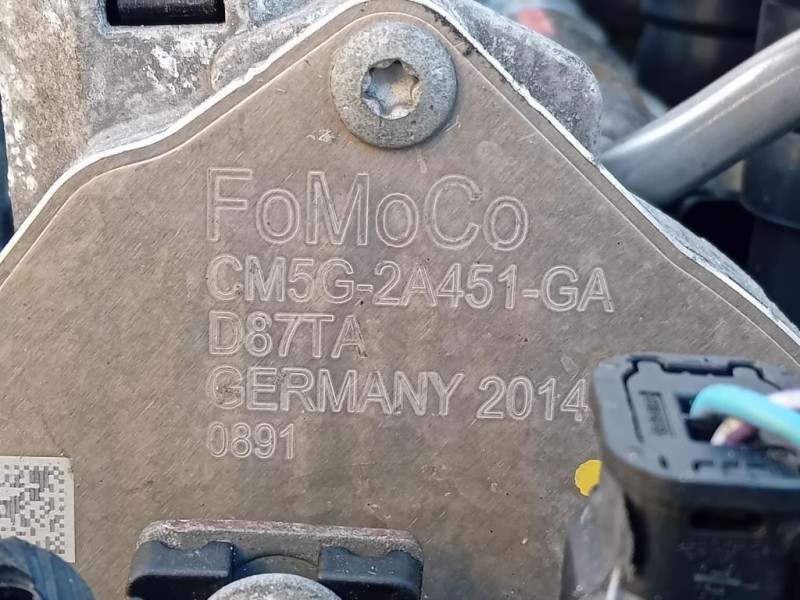 FoMoCo
CM5G-2A451-GA
D87TA
GERMANY 2014
0891